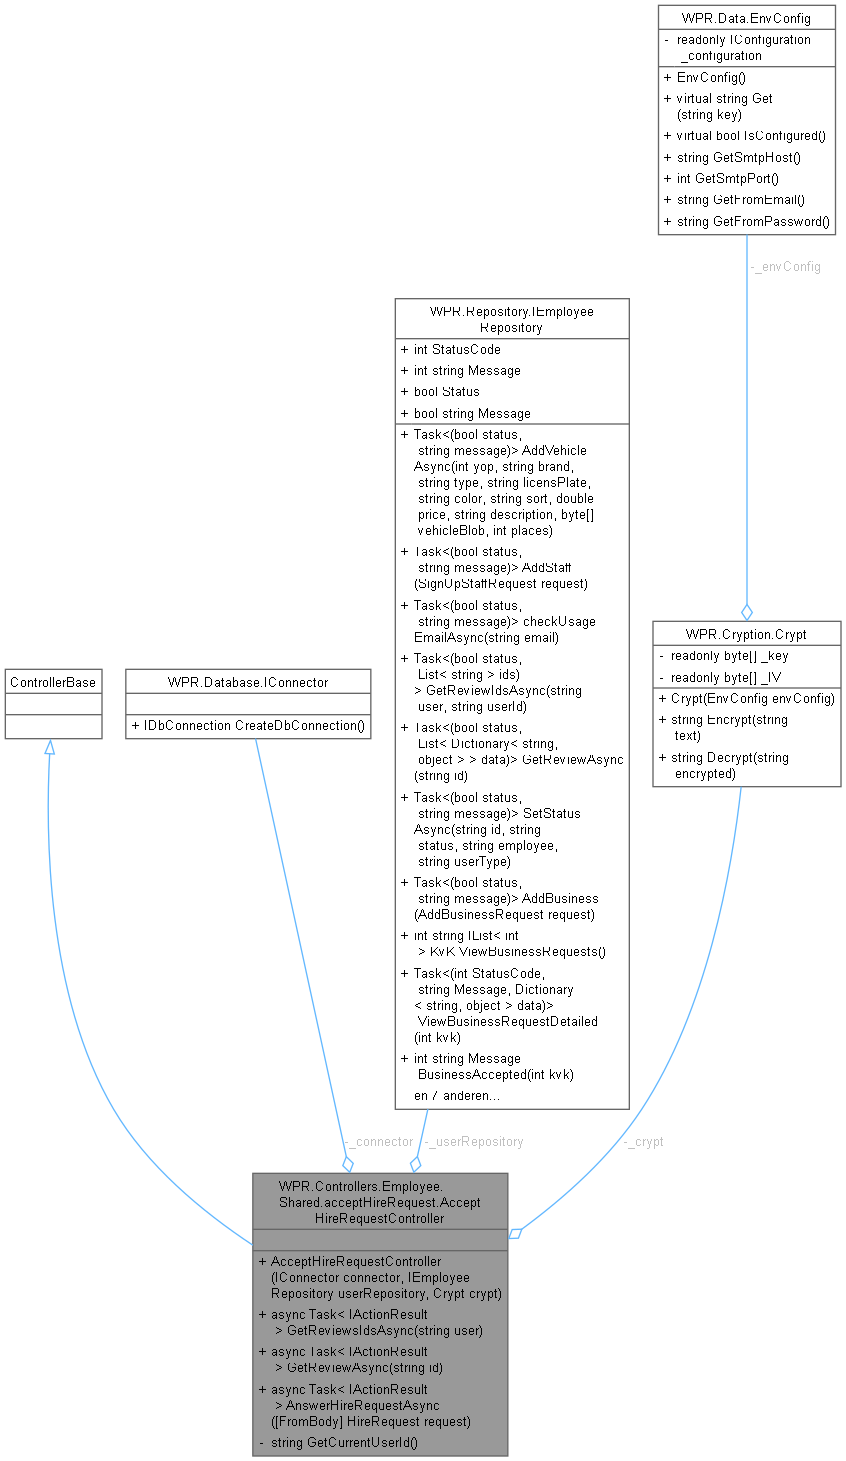 WPR.Data.EnvConfig
- readonly IConfiguration
_configuration
+ EnvConfig()
+ virtual string Get
(string key)
+ virtual bool IsConfigured()
+ string GetSmtpHost()
+ int GetSmtpPort()
+ string GetFromEmail()
+ string GetFromPassword()
-_envConfig
WPR.Repository.IEmployee
Repository
+ int StatusCode
+ int string Message
+ bool Status
+ bool string Message
+ Task<(bool status,
string message)> AddVehicle
Async(int yop, string brand,
string type, string licensPlate,
string color, string sort, double
price, string description, byte[]
vehicleBlob, int places)
+ Task<(bool status,
string message)> AddStaff
(SignUpStaffRequest request)
+ Task<(bool status,
string message)> checkUsage
EmailAsync(string email)
+ Task<(bool status,
List< string > ids)
> GetReviewIdsAsync(string
user, string userId)
+ Task<(bool status,
List< Dictionary< string,
object > > data)> GetReviewAsync
(string id)
+ Task<(bool status,
string message)> SetStatus
Async(string id, string
status, string employee,
string userType)
+ Task<(bool status,
string message)> AddBusiness
(AddBusinessRequest request)
+ int string IList< int
> KvK ViewBusinessRequests()
+ Task<(int StatusCode,
string Message, Dictionary
< string, object > data)>
ViewBusinessRequestDetailed
(int kvk)
+ int string Message
BusinessAccepted(int kvk)
en 7 anderen...
WPR.Cryption.Crypt
- readonly byte[] _key
- readonly byte[] _IV
+ Crypt(EnvConfig envConfig)
+ string Encrypt(string
text)
+ string Decrypt(string
encrypted)
ControllerBase
WPR.Database.IConnector
+ IDbConnection CreateDbConnection()
-_connector
-_userRepository
-_crypt
WPR.Controllers.Employee.
Shared.acceptHireRequest.Accept
HireRequestController
+ AcceptHireRequestController
(IConnector connector, IEmployee
Repository userRepository, Crypt crypt)
+ async Task< IActionResult
> GetReviewsIdsAsync(string user)
+ async Task< IActionResult
> GetReviewAsync(string id)
+ async Task< IActionResult
> AnswerHireRequestAsync
([FromBody] HireRequest request)
- string GetCurrentUserId()